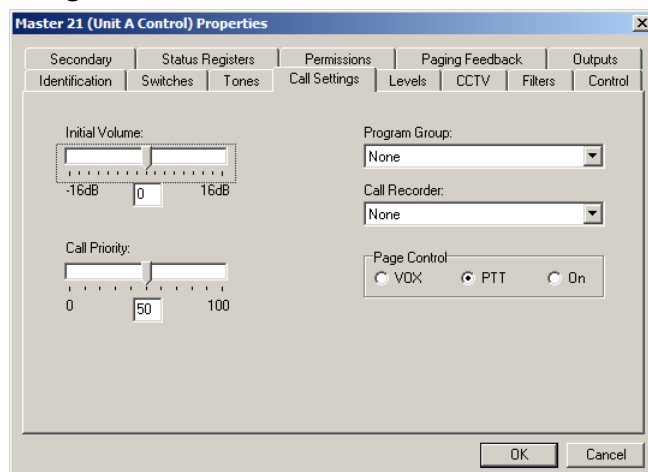 Master 21 (Unit A Control) Properties
Secondary Status Registers Permissions Paging Feedback Outputs
Identification Switches Tones Call Settings Levels CCTV Filters Control
Initial Volume:
-16dB 0 16dB
Call Priority:
0 50 100
Program Group:
None
Call Recorder:
None
Page Control
VOX PTT On
OK Cancel